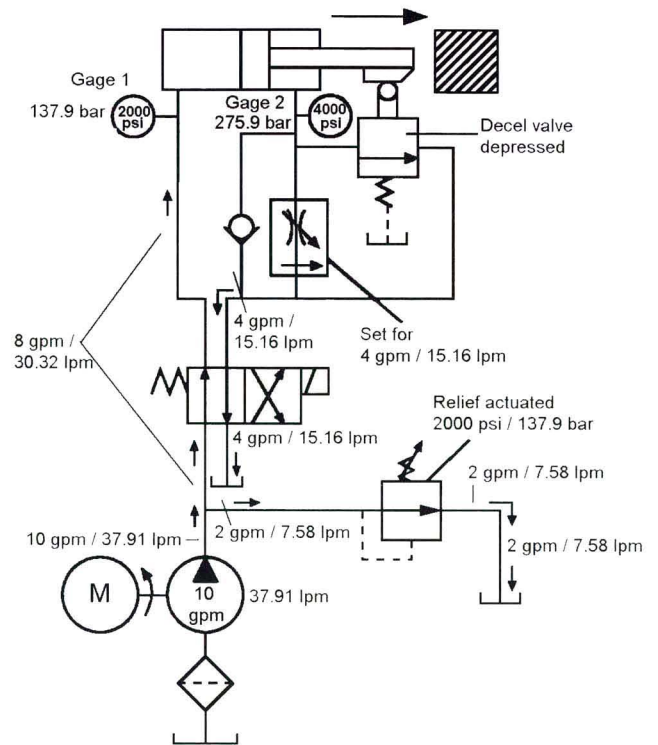 Gage 1
137.9 bar
2000
psi
Gage 2
275.9 bar
4000
psi
Decel valve
depressed
8 gpm /
30.32 lpm
4 gpm /
15.16 lpm
Set for
4 gpm / 15.16 lpm
4 gpm / 15.16 lpm
Relief actuated
2000 psi / 137.9 bar
2 gpm / 7.58 lpm
2 gpm / 7.58 lpm
2 gpm / 7.58 lpm
10 gpm / 37.91 lpm
M
10
gpm
37.91 lpm